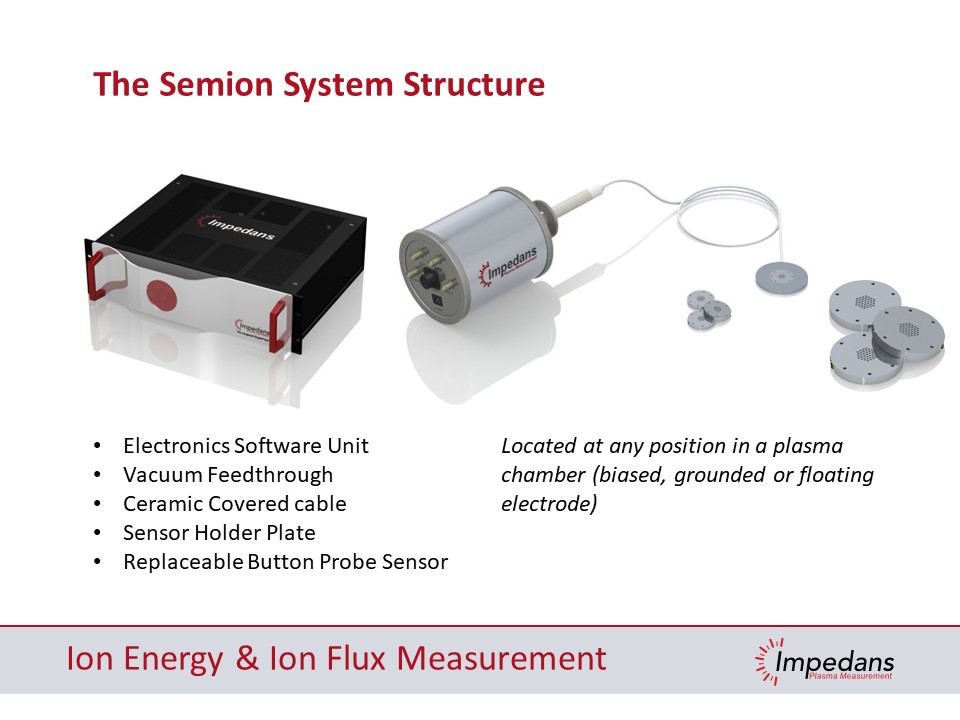 The Semion System Structure
Impedans
Impedans
Impedans
Plasma Measurement
• Electronics Software Unit
• Vacuum Feedthrough
• Ceramic Covered cable
• Sensor Holder Plate
• Replaceable Button Probe Sensor
Located at any position in a plasma
chamber (biased, grounded or floating
electrode)
Ion Energy & Ion Flux Measurement
Impedans
Plasma Measurement